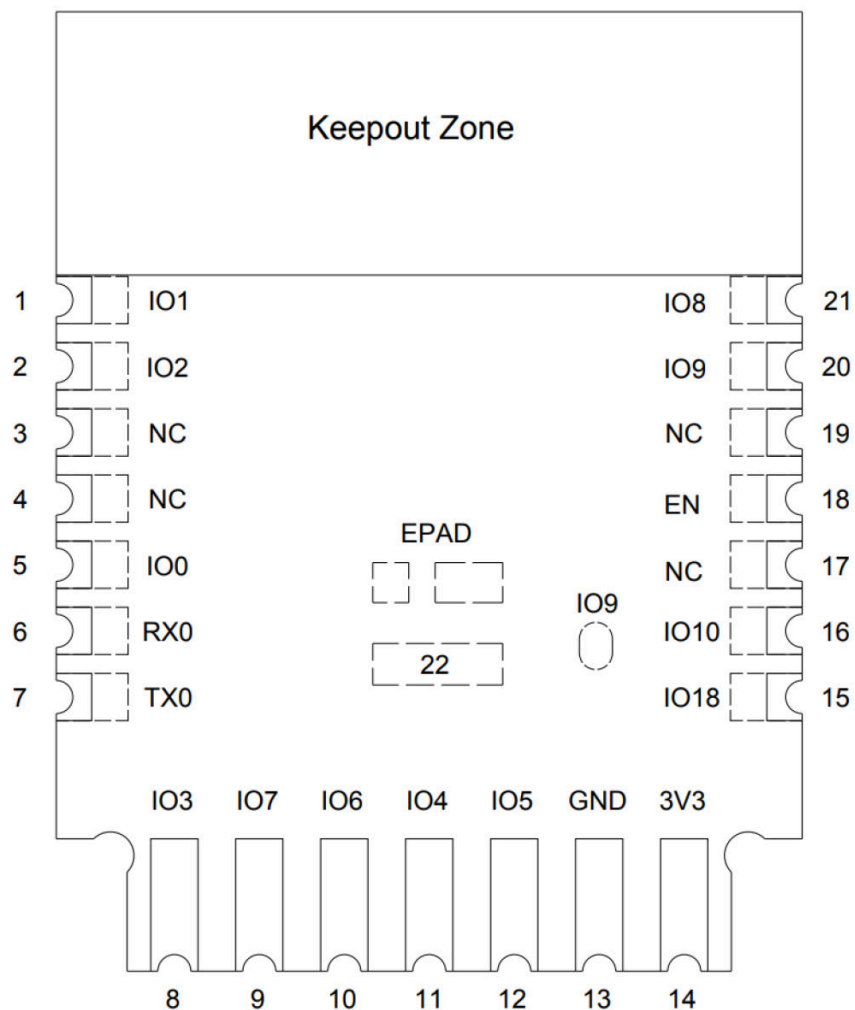 Keepout Zone
1 IO1 IO8 21
2 IO2 IO9 20
3 NC NC 19
4 NC EN 18
EPAD
5 IO0 NC 17
IO9
6 RX0 IO10 16
22
7 TX0 IO18 15
IO3 IO7 IO6 IO4 IO5 GND 3V3
8 9 10 11 12 13 14